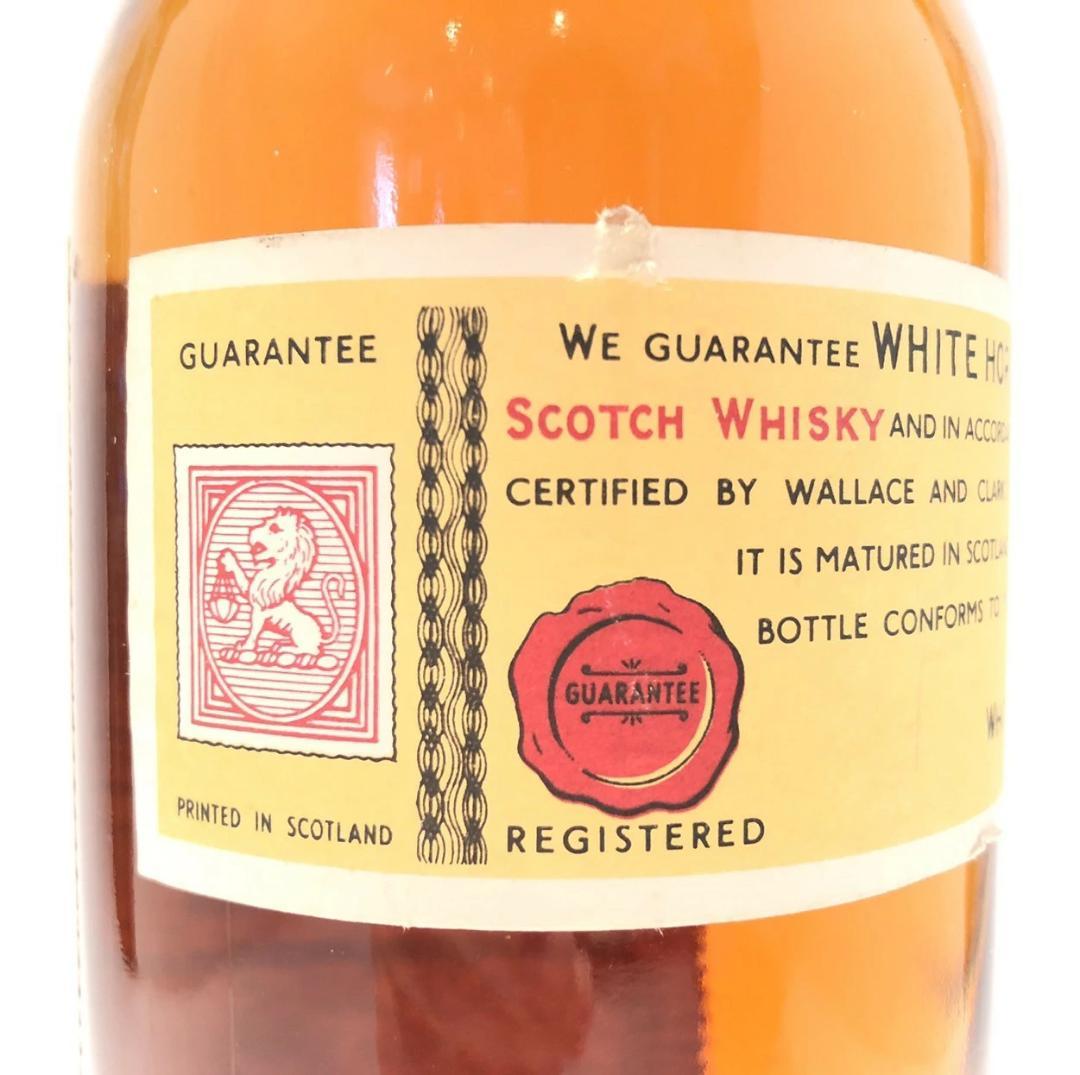 GUARANTEE
PRINTED IN SCOTLAND
WE GUARANTEE WHITE
SCOTCH WHISKY AND IN
CERTIFIED BY WALLACE AND
IT IS MATURED IN
BOTTLE CONFORMS TO
GUARANTEE
REGISTERED